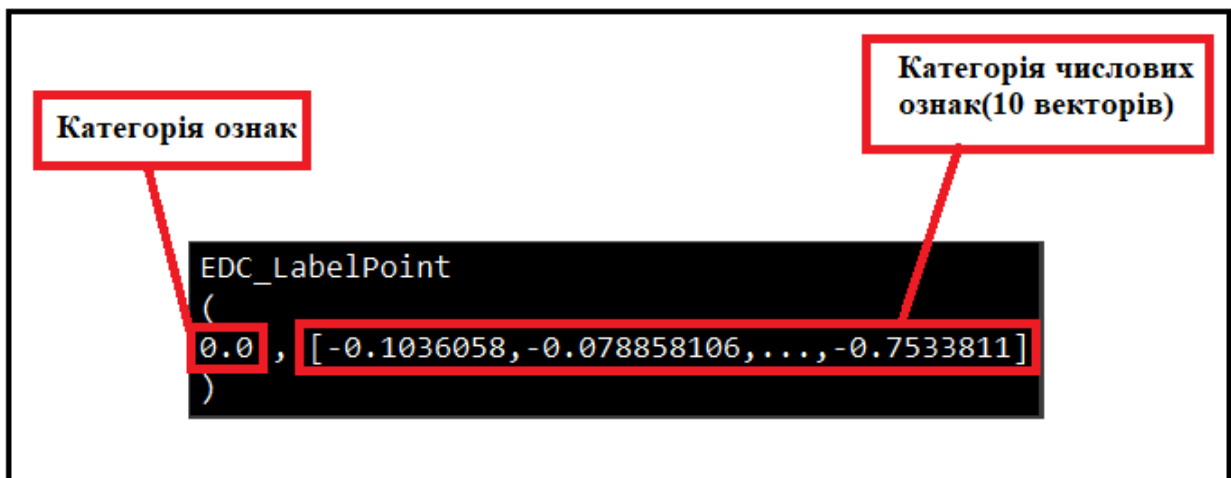 Категорія числових
ознак(10 векторів)
Категорія ознак
EDC_LabelPoint
(
0.0 , [-0.1036058,-0.078858106,...,-0.7533811]
)